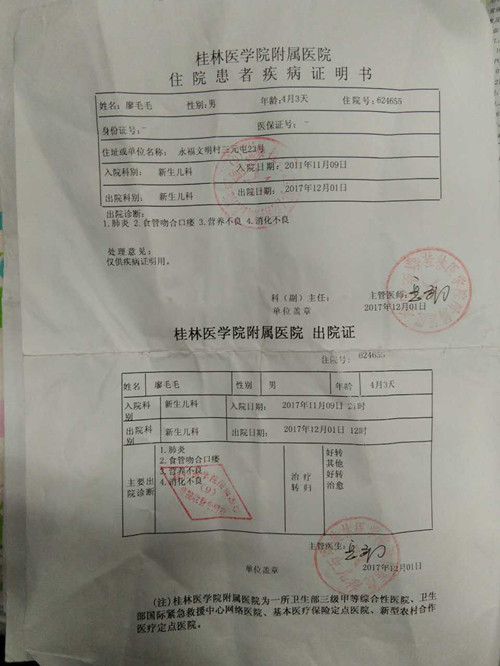 桂林医学院附属医院
住院患者疾病证明书
姓名：廖毛毛 性别：男 年龄：4月3天 住院号：624655
身份证号：- 医保证号： -
住址或单位名称： 永福文明村三元屯23号
入院科别： 新生儿科 入院日期：2011年11月09日
出院科别： 新生儿科 出院日期：2017年12月01日
出院诊断：
1.肺炎 2.食管吻合口瘘 3.营养不良 4.消化不良
处理意见：
仅供疾病证明用。
科（副）主任： 主管医师：
单位盖章 2017年12月01日
桂林医学院附属医院 出院证
住院号： 624655
姓名 廖毛毛 性别 男 年龄 4月3天
入院科别 新生儿科 入院日期： 2017年11月09日 时
出院科别 新生儿科 出院日期： 2017年12月01日 12时
主要出院诊断
1.肺炎
2.食管吻合口瘘
3.营养不良
4.消化不良
治疗转归
好转
其他
好转
治愈
主管医生：
单位盖章 2017年12月01日
(注)桂林医学院附属医院为一所卫生部三级甲等综合性医院、卫生
部国际紧急救援中心网络医院、基本医疗保险定点医院、新型农村合作
医疗定点医院。